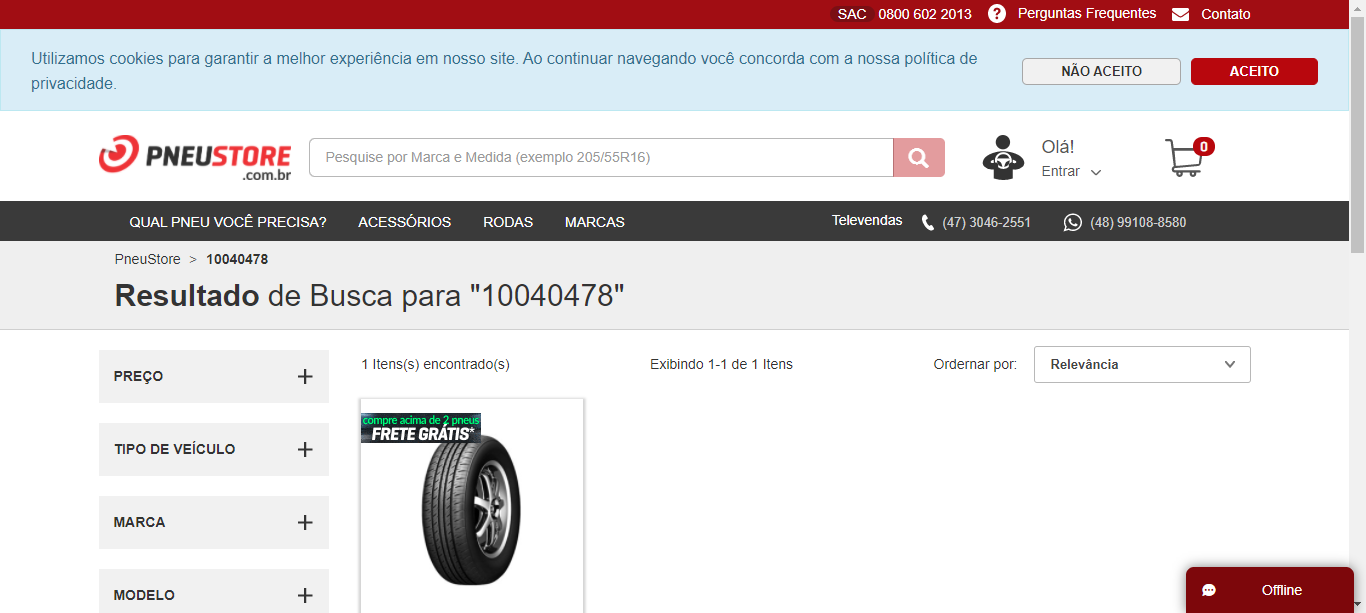 SAC 0800 602 2013 ? Perguntas Frequentes Contato
Utilizamos cookies para garantir a melhor experiência em nosso site. Ao continuar navegando você concorda com a nossa política de
privacidade.
NÃO ACEITO
ACEITO
PNEUSTORE
.com.br
Pesquise por Marca e Medida (exemplo 205/55R16)
Olá!
Entrar
0
QUAL PNEU VOCÊ PRECISA? ACESSÓRIOS RODAS MARCAS Televendas (47) 3046-2551 (48) 99108-8580
PneuStore > 10040478
Resultado de Busca para "10040478"
PREÇO +
TIPO DE VEÍCULO +
MARCA +
MODELO +
1 Itens(s) encontrado(s) Exibindo 1-1 de 1 Itens Ordernar por: Relevância
compre acima de 2 pneus
FRETE GRÁTIS*
Offline